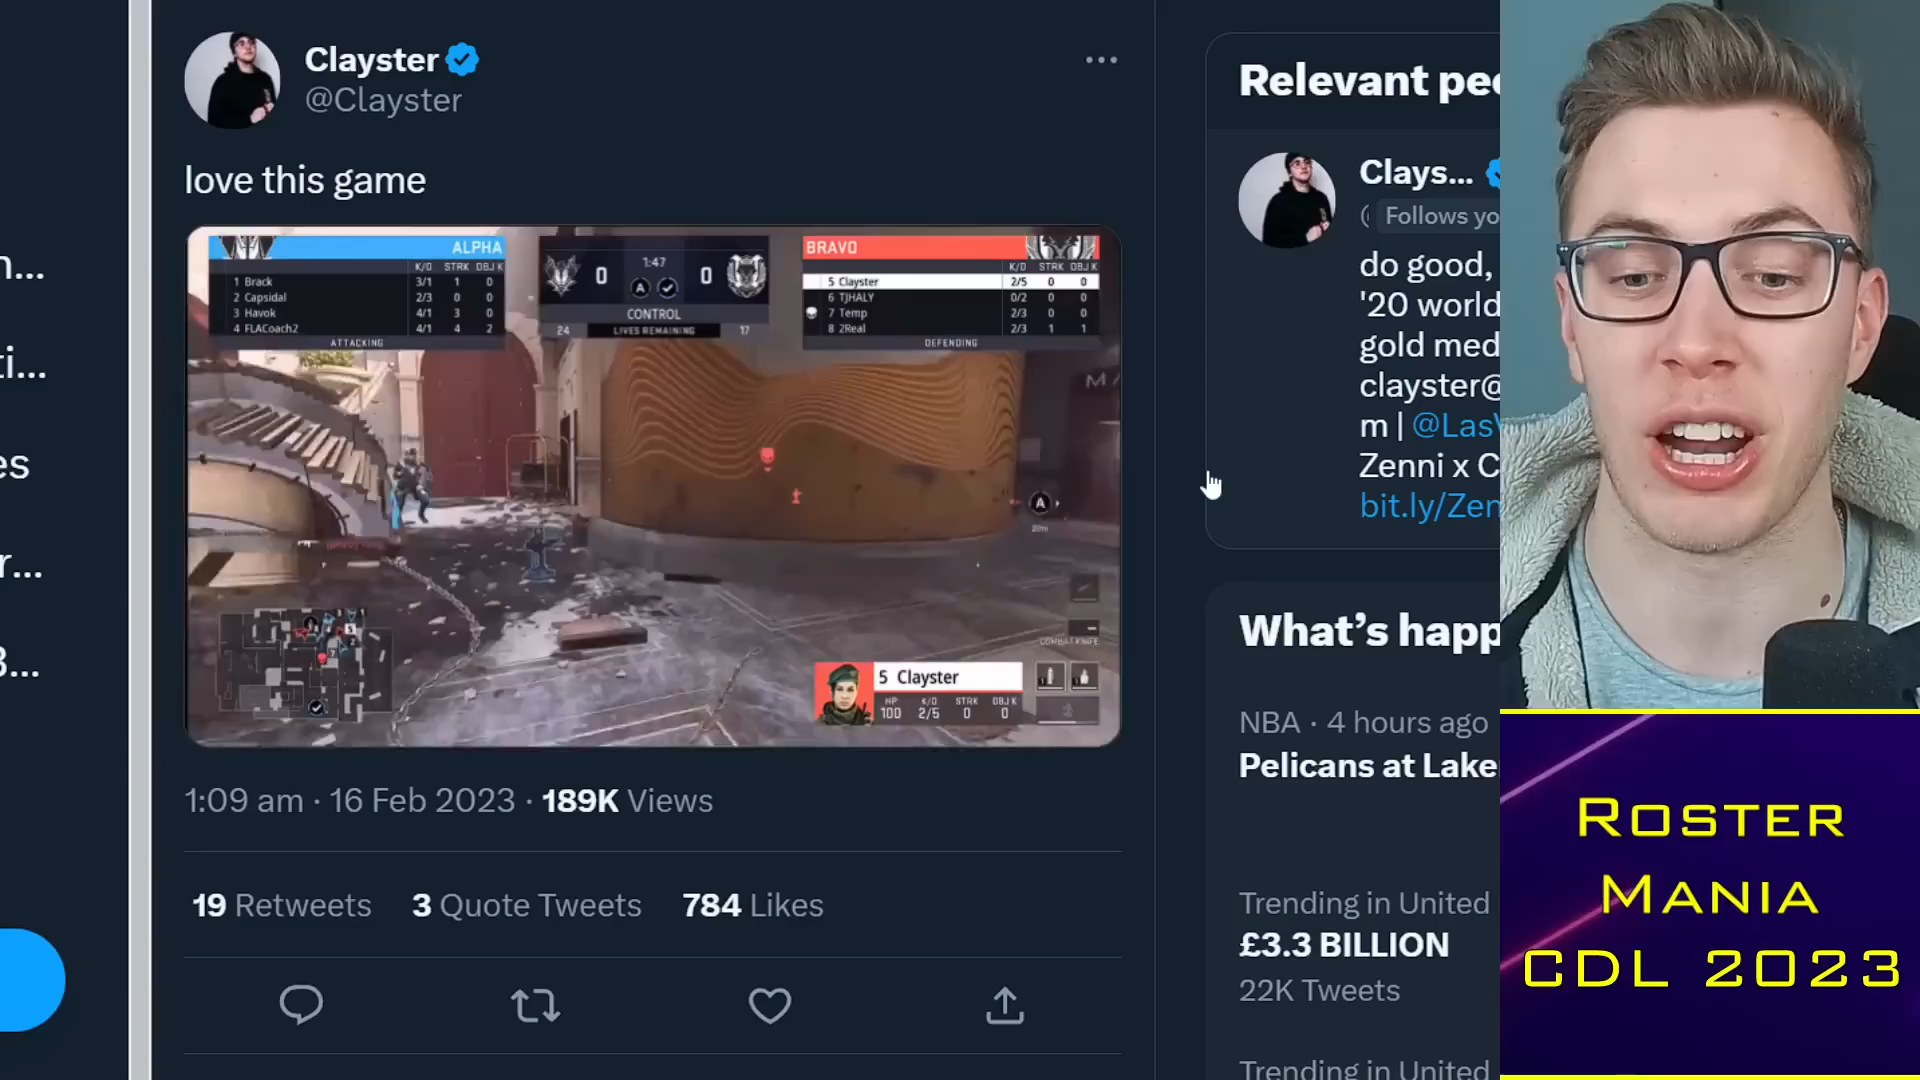 Clayster
@Clayster
love this game
ALPHA
K/D STRK OBJ K
1 Brack 3/1 1 0
2 Capsidal 2/3 0 0
3 Havok 4/1 3 0
4 FLACoach2 4/1 4 2
ATTACKING
0 1:47 0
A
CONTROL
24 LIVES REMAINING 17
BRAVO
K/D STRK OBJ K
5 Clayster 2/5 0 0
6 TJHALY 0/2 0 0
7 Temp 2/3 0 0
8 2Real 2/3 1 1
DEFENDING
A
COMBAT KNIFE
5 Clayster
HP K/D STRK OBJ K
100 2/5 0 0
1:09 am · 16 Feb 2023 · 189K Views
19 Retweets 3 Quote Tweets 784 Likes
Relevant peo
Clays...
Follows yo
do good,
'20 world
gold med
clayster@
m | @LasV
Zenni x C
bit.ly/Zen
What's happ
NBA · 4 hours ago
Pelicans at Lake
Trending in United
£3.3 BILLION
22K Tweets
Trending in United
n...
ti...
es
r...
3...
ROSTER
MANIA
CDL 2023